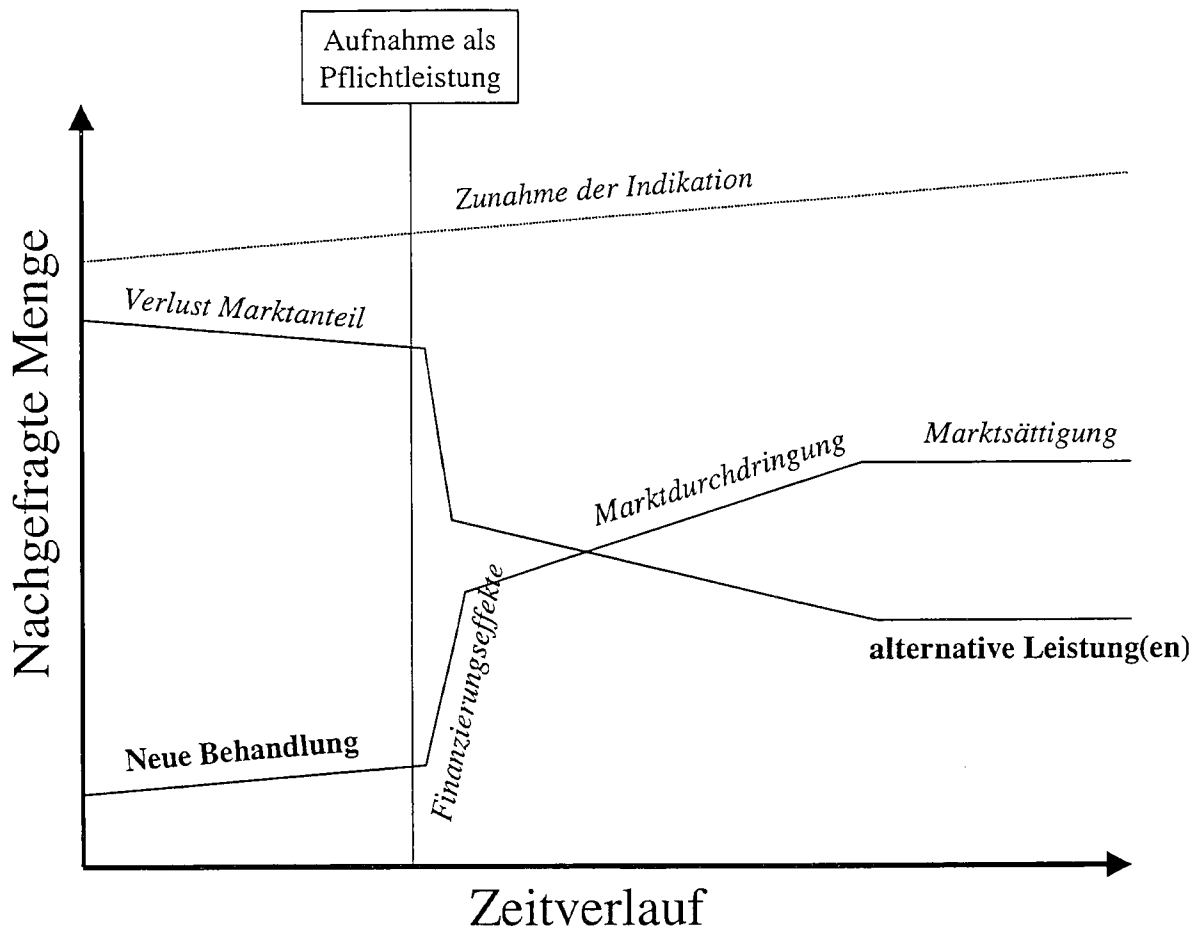 Aufnahme als
Pflichtleistung
Zunahme der Indikation
Verlust Marktanteil
Nachgefragte Menge
Marktsättigung
Marktdurchdringung
Finanzierungseffekte
alternative Leistung(en)
Neue Behandlung
Zeitverlauf